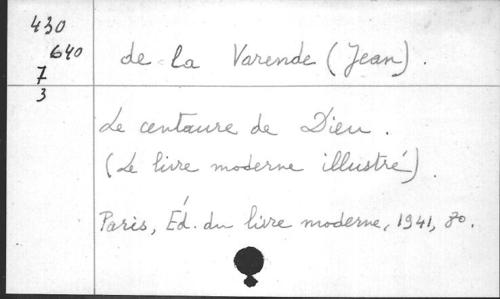 430
640
7
3
de la Varende (Jean).
Le centaure de Dieu.
(Le livre moderne illustré).
Paris, Éd. du livre moderne, 1941, 8o.